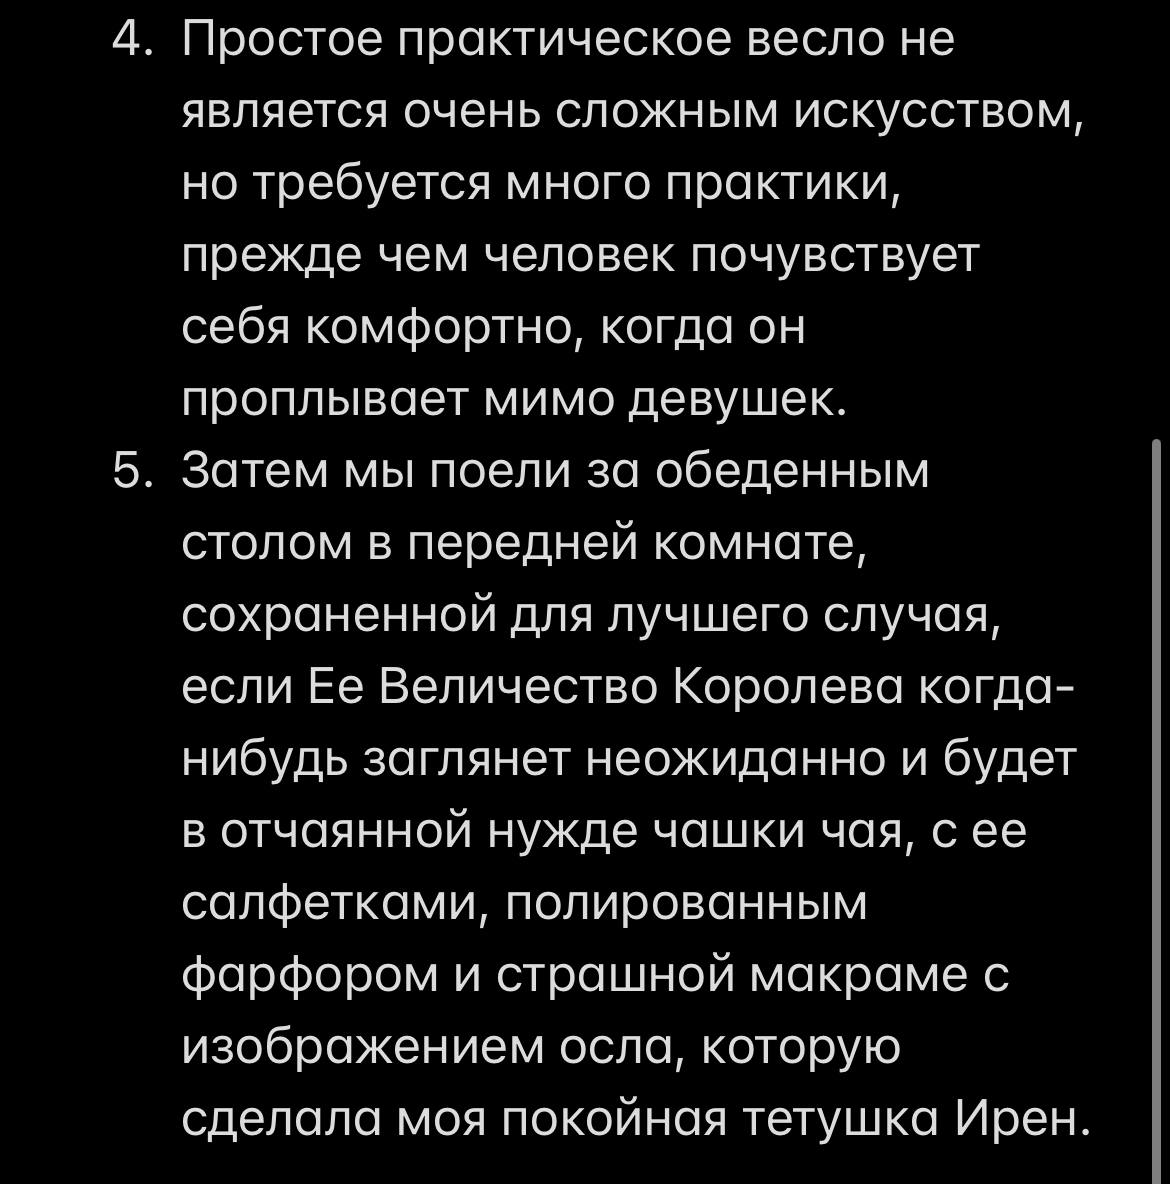 4. Простое практическое весло не
является очень сложным искусством,
но требуется много практики,
прежде чем человек почувствует
себя комфортно, когда он
проплывает мимо девушек.
5. Затем мы поели за обеденным
столом в передней комнате,
сохраненной для лучшего случая,
если Ее Величество Королева когда-
нибудь заглянет неожиданно и будет
в отчаянной нужде чашки чая, с ее
салфетками, полированным
фарфором и страшной макраме с
изображением осла, которую
сделала моя покойная тетушка Ирен.